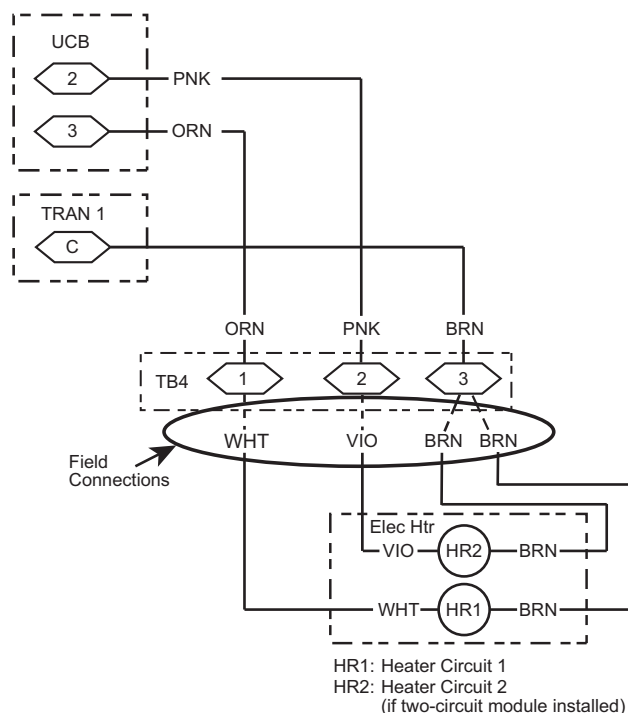 UCB
2
PNK
3
ORN
TRAN 1
C
ORN PNK BRN
TB4 1 2 3
WHT VIO BRN BRN
Field
Connections
Elec Htr
VIO HR2 BRN
WHT HR1 BRN
HR1: Heater Circuit 1
HR2: Heater Circuit 2
(if two-circuit module installed)